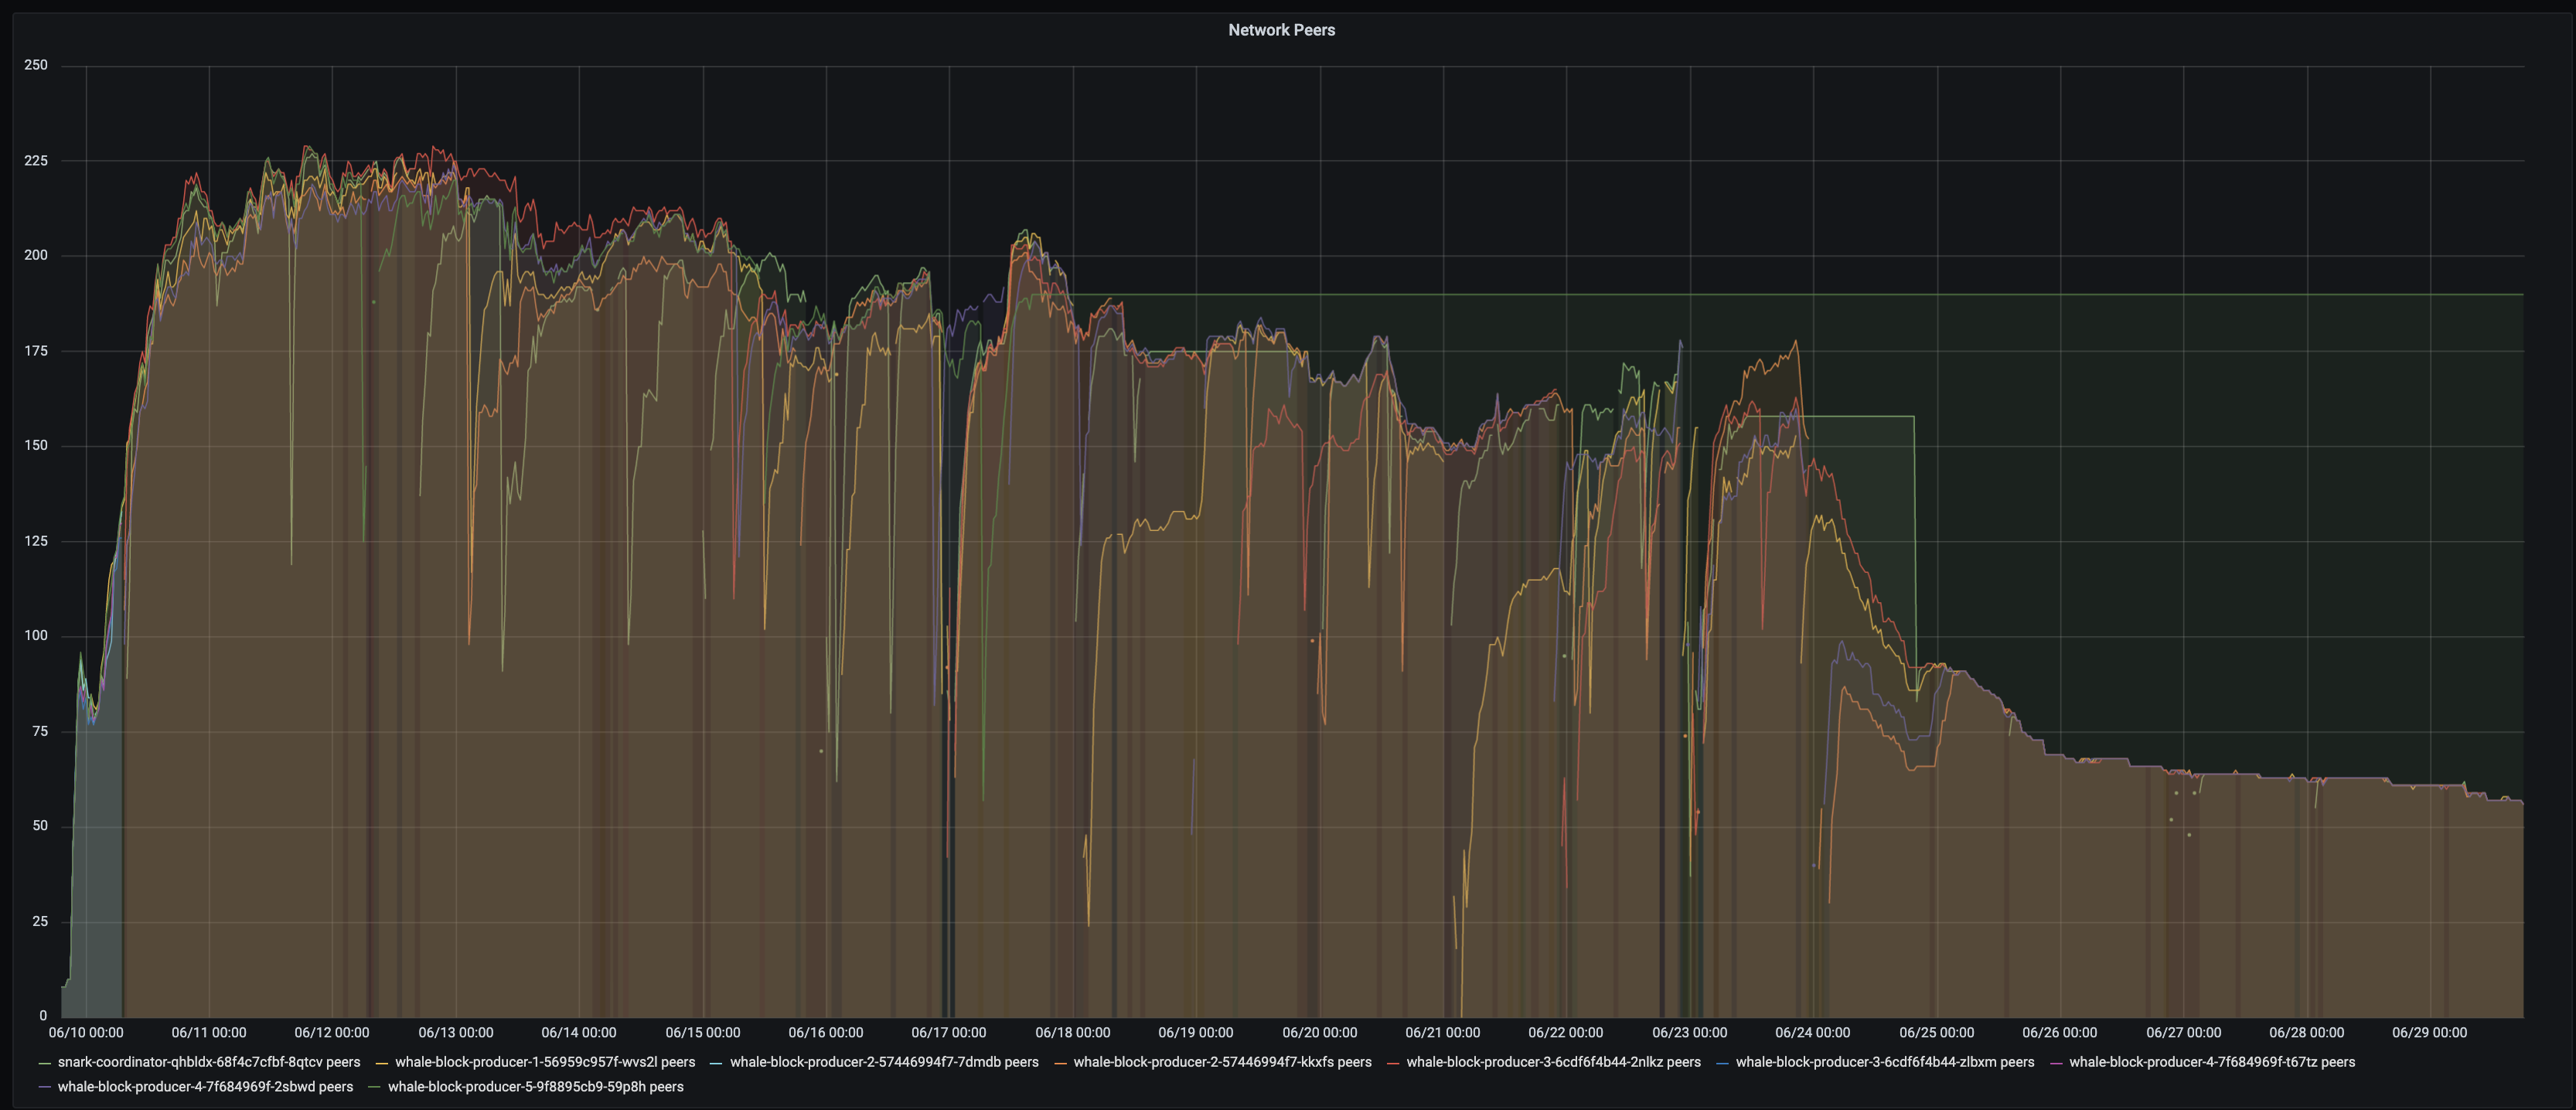 Network Peers
250
225
200
175
150
125
100
75
50
25
0
06/10 00:00 06/11 00:00 06/12 00:00 06/13 00:00 06/14 00:00 06/15 00:00 06/16 00:00 06/17 00:00 06/18 00:00 06/19 00:00 06/20 00:00 06/21 00:00 06/22 00:00 06/23 00:00 06/24 00:00 06/25 00:00 06/26 00:00 06/27 00:00 06/28 00:00 06/29 00:00
snark-coordinator-qhbldx-68f4c7cfbf-8qtcv peers whale-block-producer-1-56959c957f-wvs2l peers whale-block-producer-2-57446994f7-7dmdb peers whale-block-producer-2-57446994f7-kkxfs peers whale-block-producer-3-6cdf6f4b44-2nlkz peers whale-block-producer-3-6cdf6f4b44-zlbxm peers whale-block-producer-4-7f684969f-t67tz peers
whale-block-producer-4-7f684969f-2sbwd peers whale-block-producer-5-9f8895cb9-59p8h peers